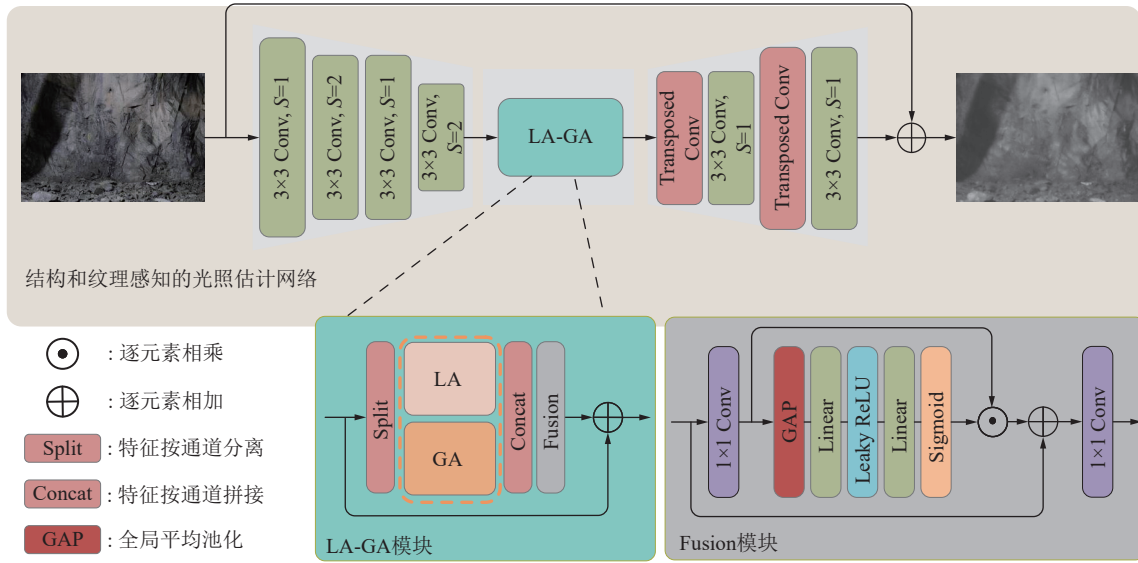 3×3 Conv, S=1
3×3 Conv, S=2
3×3 Conv, S=1
3×3 Conv,
S=2
LA-GA
Transposed
Conv
3×3 Conv,
S=1
Transposed Conv
3×3 Conv, S=1
结构和纹理感知的光照估计网络
: 逐元素相乘
: 逐元素相加
Split : 特征按通道分离
Concat : 特征按通道拼接
GAP : 全局平均池化
Split
LA
GA
Concat
Fusion
LA-GA模块
1×1 Conv
GAP
Linear
Leaky ReLU
Linear
Sigmoid
1×1 Conv
Fusion模块